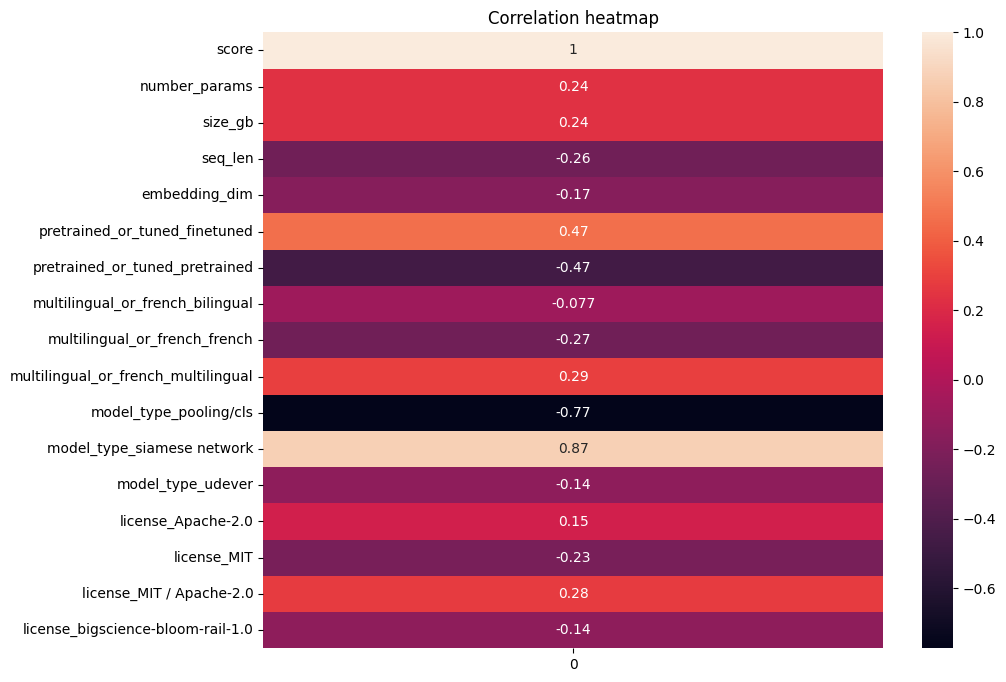 Correlation heatmap
score 1
number_params 0.24
size_gb 0.24
seq_len -0.26
embedding_dim -0.17
pretrained_or_tuned_finetuned 0.47
pretrained_or_tuned_pretrained -0.47
multilingual_or_french_bilingual -0.077
multilingual_or_french_french -0.27
multilingual_or_french_multilingual 0.29
model_type_pooling/cls -0.77
model_type_siamese network 0.87
model_type_udever -0.14
license_Apache-2.0 0.15
license_MIT -0.23
license_MIT / Apache-2.0 0.28
license_bigscience-bloom-rail-1.0 -0.14
0
1.0
0.8
0.6
0.4
0.2
0.0
−0.2
−0.4
−0.6